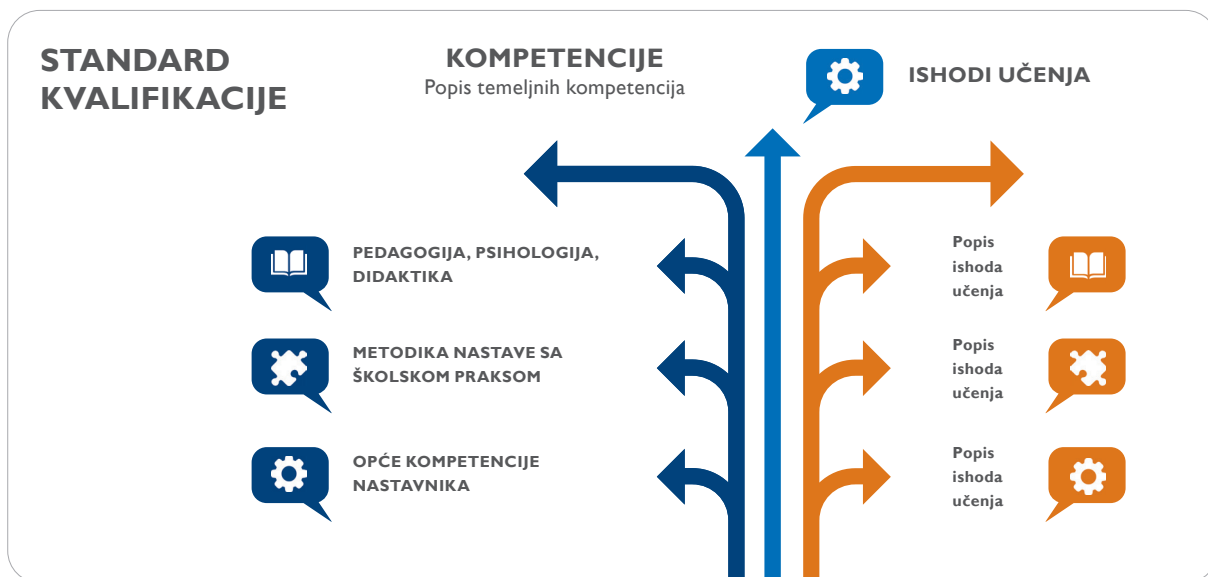 STANDARD
KVALIFIKACIJE
KOMPETENCIJE
Popis temeljnih kompetencija
ISHODI UČENJA
PEDAGOGIJA, PSIHOLOGIJA,
DIDAKTIKA
Popis
ishoda
učenja
METODIKA NASTAVE SA
ŠKOLSKOM PRAKSOM
Popis
ishoda
učenja
OPĆE KOMPETENCIJE
NASTAVNIKA
Popis
ishoda
učenja